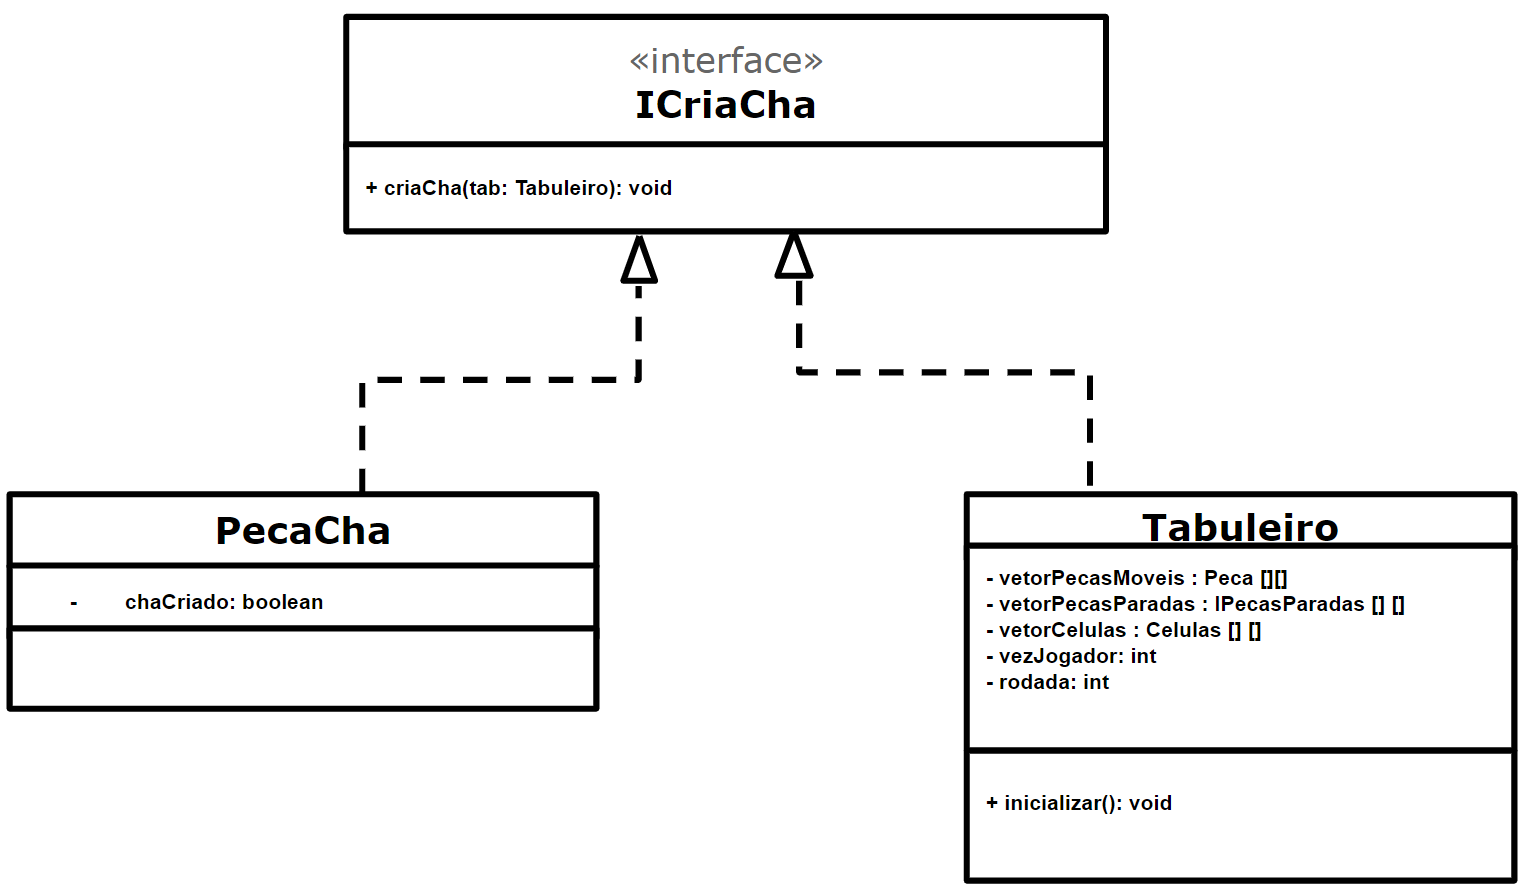 «interface»
ICriaCha
+ criaCha(tab: Tabuleiro): void
PecaCha
- chaCriado: boolean
Tabuleiro
- vetorPecasMoveis : Peca [][]
- vetorPecasParadas : IPecasParadas [] []
- vetorCelulas : Celulas [] []
- vezJogador: int
- rodada: int
+ inicializar(): void